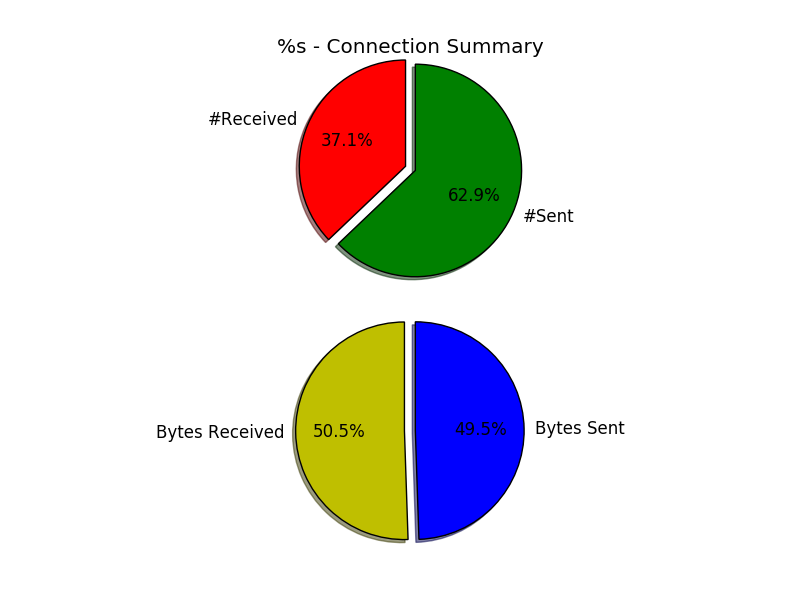 %s - Connection Summary
#Received
37.1%
62.9%
#Sent
Bytes Received
50.5%
49.5%
Bytes Sent